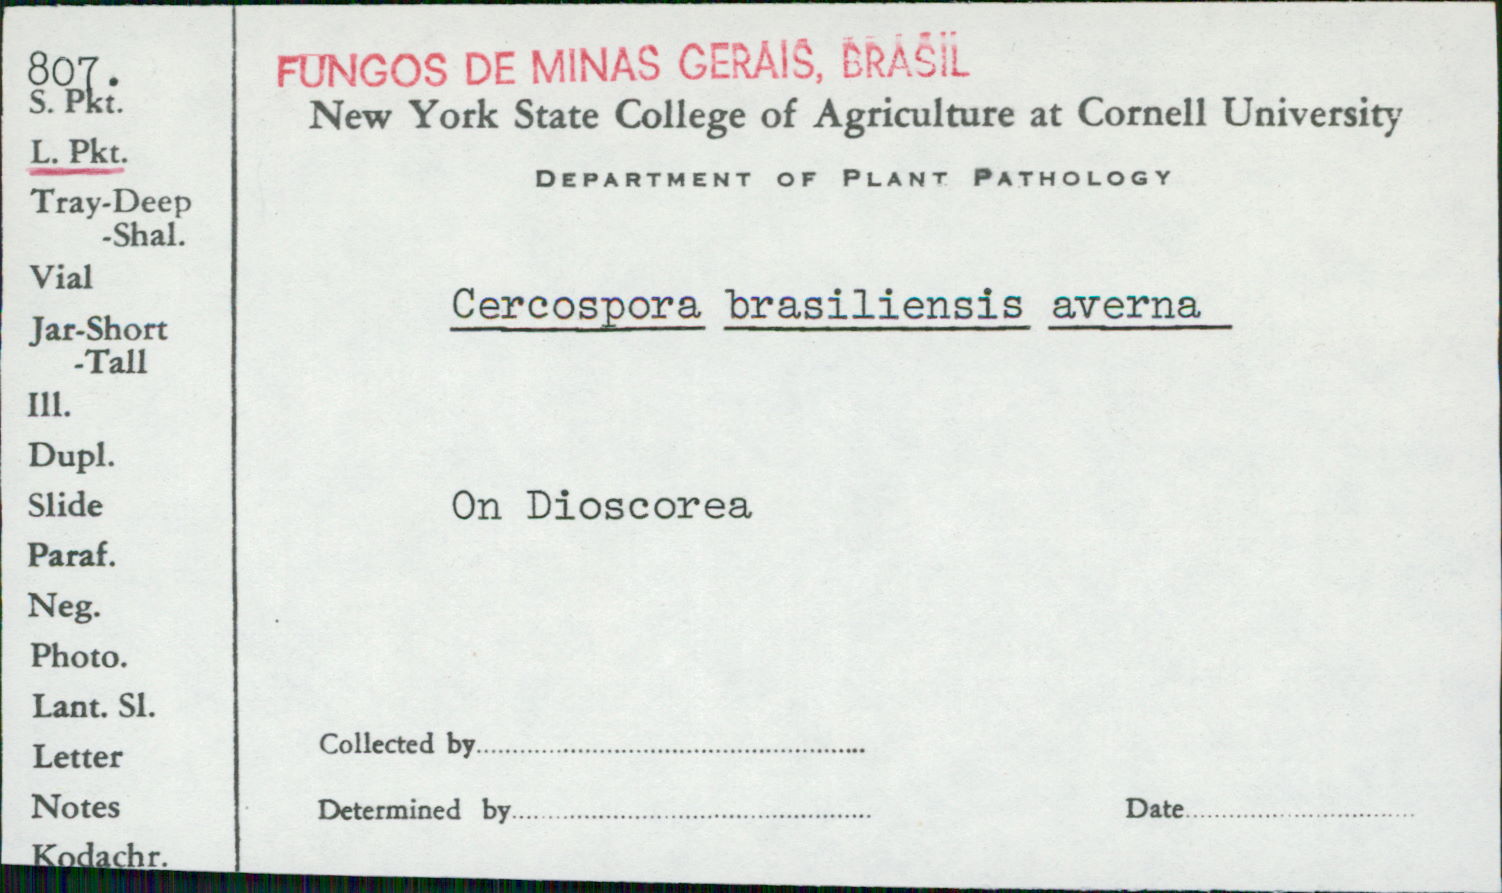 807.
S. Pkt.
L. Pkt.
Tray-Deep
-Shal.
Vial
Jar-Short
-Tall
Ill.
Dupl.
Slide
Paraf.
Neg.
Photo.
Lant. Sl.
Letter
Notes
Kodachr.
FUNGOS DE MINAS GERAIS, BRASIL
New York State College of Agriculture at Cornell University
DEPARTMENT OF PLANT PATHOLOGY
Cercospora brasiliensis averna
On Dioscorea
Collected by
Determined by
Date